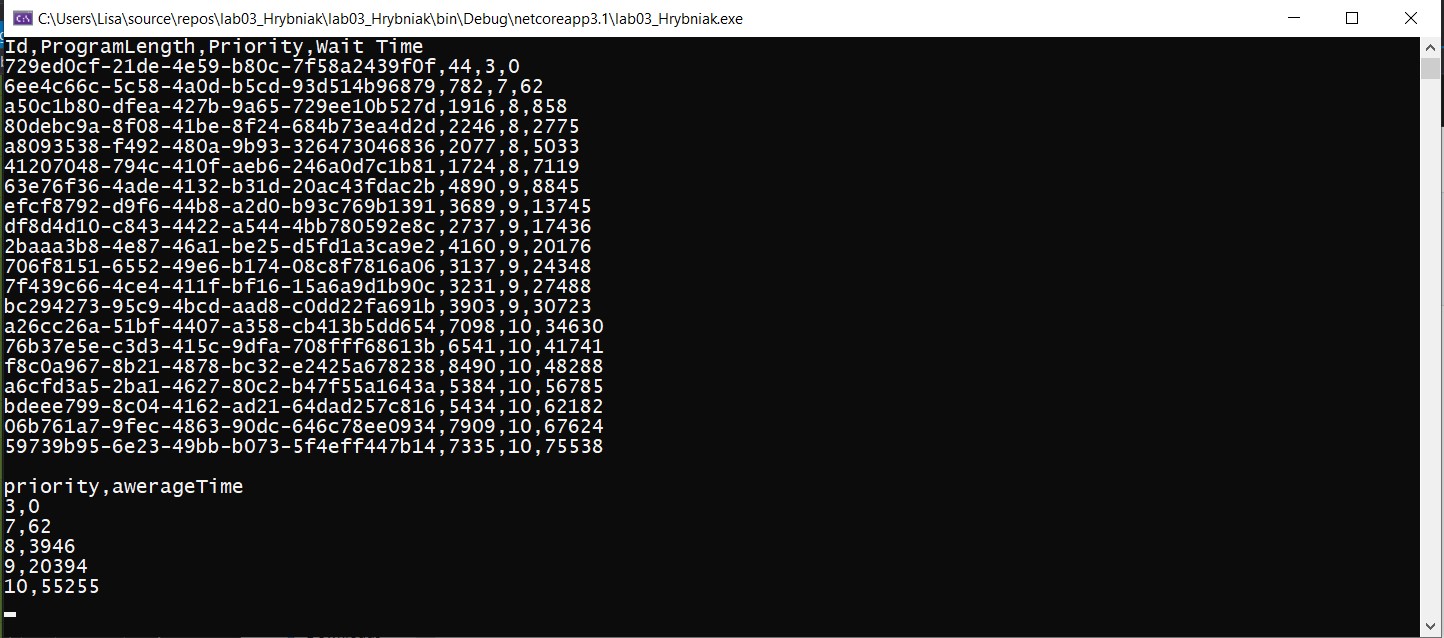 C:\Users\Lisa\source\repos\lab03_Hrybniak\lab03_Hrybniak\bin\Debug\netcoreapp3.1\lab03_Hrybniak.exe
Id,ProgramLength,Priority,Wait Time
729ed0cf-21de-4e59-b80c-7f58a2439f0f,44,3,0
6ee4c66c-5c58-4a0d-b5cd-93d514b96879,782,7,62
a50c1b80-dfea-427b-9a65-729ee10b527d,1916,8,858
80debc9a-8f08-41be-8f24-684b73ea4d2d,2246,8,2775
a8093538-f492-480a-9b93-326473046836,2077,8,5033
41207048-794c-410f-aeb6-246a0d7c1b81,1724,8,7119
63e76f36-4ade-4132-b31d-20ac43fdac2b,4890,9,8845
efcf8792-d9f6-44b8-a2d0-b93c769b1391,3689,9,13745
df8d4d10-c843-4422-a544-4bb780592e8c,2737,9,17436
2baaa3b8-4e87-46a1-be25-d5fd1a3ca9e2,4160,9,20176
706f8151-6552-49e6-b174-08c8f7816a06,3137,9,24348
7f439c66-4ce4-411f-bf16-15a6a9d1b90c,3231,9,27488
bc294273-95c9-4bcd-aad8-c0dd22fa691b,3903,9,30723
a26cc26a-51bf-4407-a358-cb413b5dd654,7098,10,34630
76b37e5e-c3d3-415c-9dfa-708fff68613b,6541,10,41741
f8c0a967-8b21-4878-bc32-e2425a678238,8490,10,48288
a6cfd3a5-2ba1-4627-80c2-b47f55a1643a,5384,10,56785
bdeee799-8c04-4162-ad21-64dad257c816,5434,10,62182
06b761a7-9fec-4863-90dc-646c78ee0934,7909,10,67624
59739b95-6e23-49bb-b073-5f4eff447b14,7335,10,75538
priority,awerageTime
3,0
7,62
8,3946
9,20394
10,55255